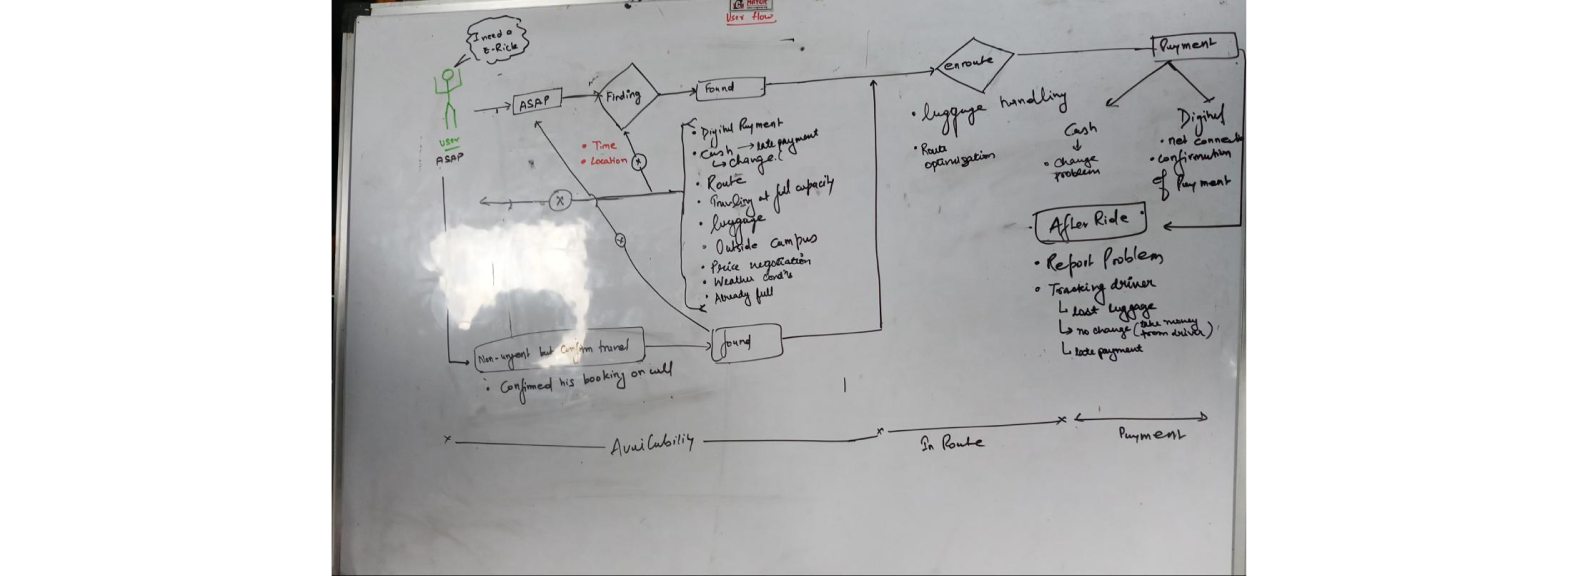 User flow
I need a
E-Rick
user
ASAP
ASAP
Finding
Found
• Time
• Location
x
x
x
• Digital Payment
• Cash → late payment
↳ change.
• Route
• Travelling at full capacity
• luggage
• Outside campus
• Price negotiation
• Weather cond'n
• Already full
Non-urgent but confirm travel
• Confirmed his booking on call
found
enroute
• luggage handling
• Route
optimization
Payment
Cash
↓
• change
problem
Digital
• net
• confirmation
of Payment
After Ride
• Report Problem
• Tracking driver
↳ lost luggage
↳ no change (take money
from driver)
↳ late payment
Availability
In Route
Payment